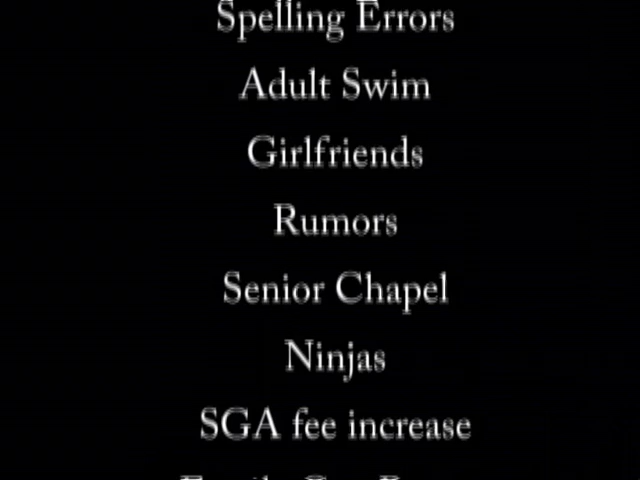 Spelling Errors
Adult Swim
Girlfriends
Rumors
Senior Chapel
Ninjas
SGA fee increase